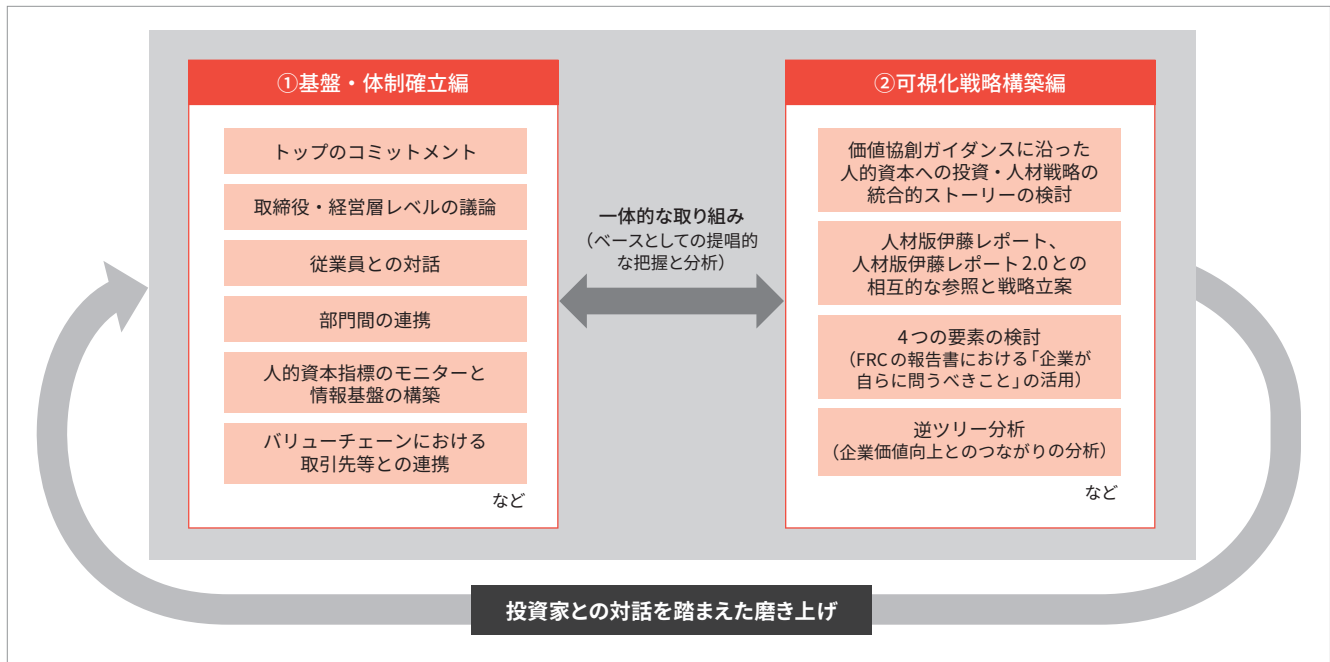 ①基盤・体制確立編
トップのコミットメント
取締役・経営層レベルの議論
従業員との対話
部門間の連携
人的資本指標のモニターと
情報基盤の構築
バリューチェーンにおける
取引先等との連携
など
一体的な取り組み
（ベースとしての提唱的
な把握と分析）
②可視化戦略構築編
価値協創ガイダンスに沿った
人的資本への投資・人材戦略の
統合的ストーリーの検討
人材版伊藤レポート、
人材版伊藤レポート2.0との
相互的な参照と戦略立案
4つの要素の検討
（FRCの報告書における「企業が
自らに問うべきこと」の活用）
逆ツリー分析
（企業価値向上とのつながりの分析）
など
投資家との対話を踏まえた磨き上げ